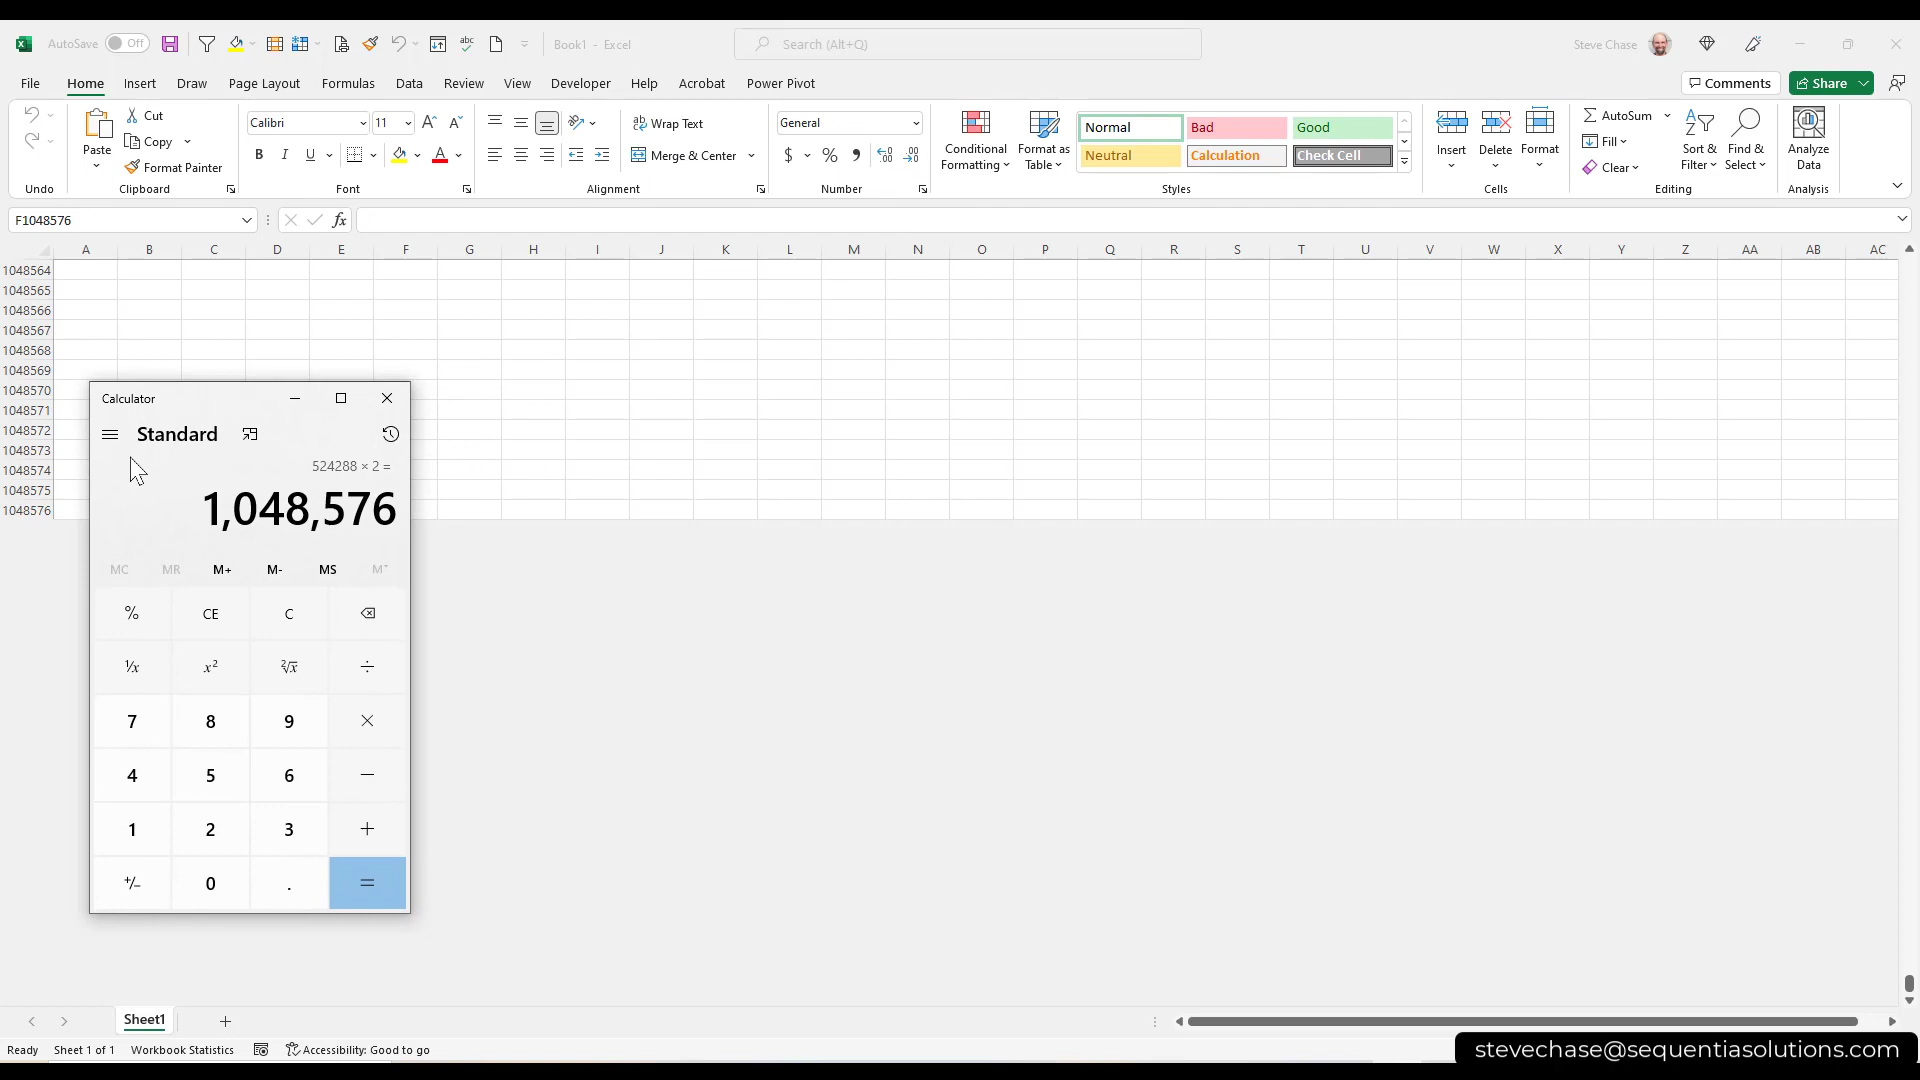 AutoSave Off Book1 - Excel Search (Alt+Q) Steve Chase
File Home Insert Draw Page Layout Formulas Data Review View Developer Help Acrobat Power Pivot Comments Share
Paste Cut Copy Format Painter
Calibri 11
B I U A
ab Wrap Text
Merge & Center
General
$ % 9
Conditional Formatting
Format as Table
Normal Bad Good
Neutral Calculation Check Cell
Insert Delete Format
AutoSum
Fill
Clear
Sort & Filter
Find & Select
Analyze Data
Undo Clipboard Font Alignment Number Styles Cells Editing Analysis
F1048576 fx
A B C D E F G H I J K L M N O P Q R S T U V W X Y Z AA AB AC
1048564
1048565
1048566
1048567
1048568
1048569
1048570
1048571
1048572
1048573
1048574
1048575
1048576
Calculator
Standard
524288 × 2 =
1,048,576
MC MR M+ M- MS M˅
% CE C
¹/x x² ²√x ÷
7 8 9 ×
4 5 6 −
1 2 3 +
+/− 0 . =
Sheet1
Ready Sheet 1 of 1 Workbook Statistics Accessibility: Good to go
stevechase@sequentiasolutions.com